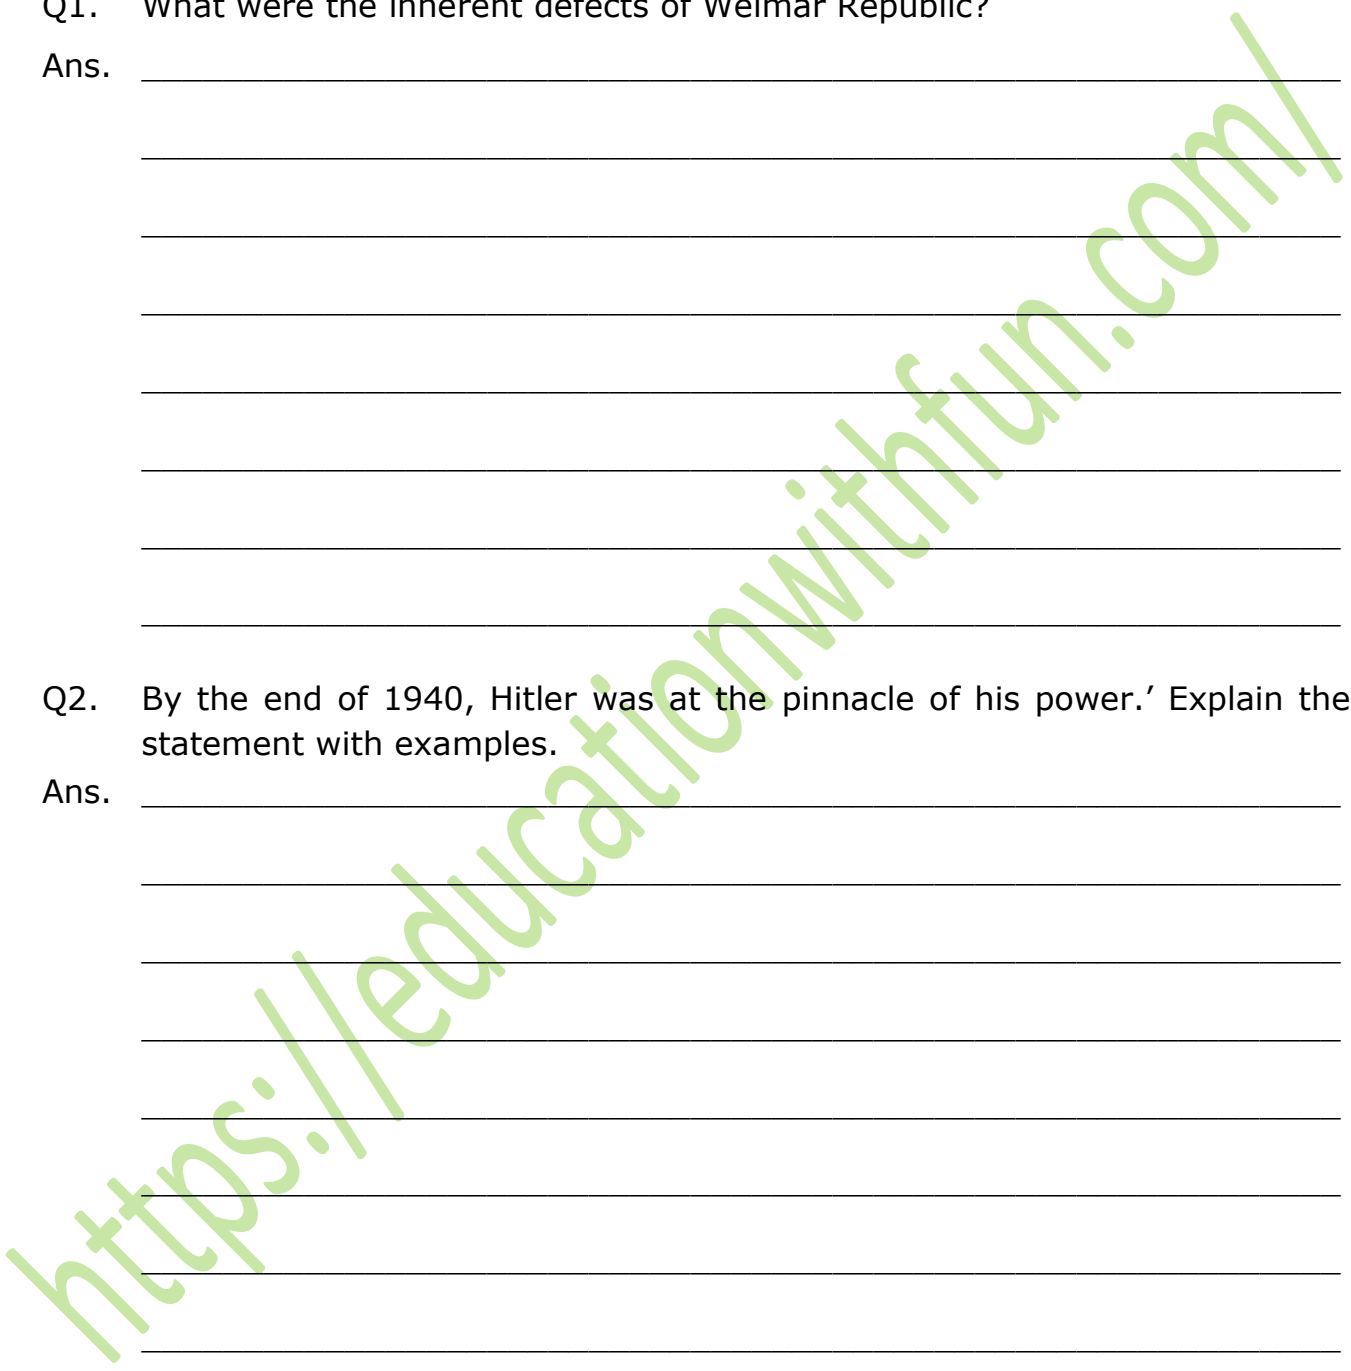 Q1. What were the inherent defects of Weimar Republic?
Ans. 
Q2. By the end of 1940, Hitler was at the pinnacle of his power.’ Explain the
statement with examples.
Ans. 
https://educationwithfun.com/